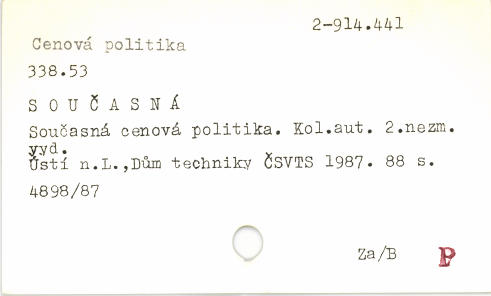 2-914.441
Cenová politika
338.53
S O U Č A S N Á
Současná cenová politika. Kol.aut. 2.nezm.
vyd.
Ústí n.L.,Dům techniky ČSVTS 1987. 88 s.
4898/87
Za/B P